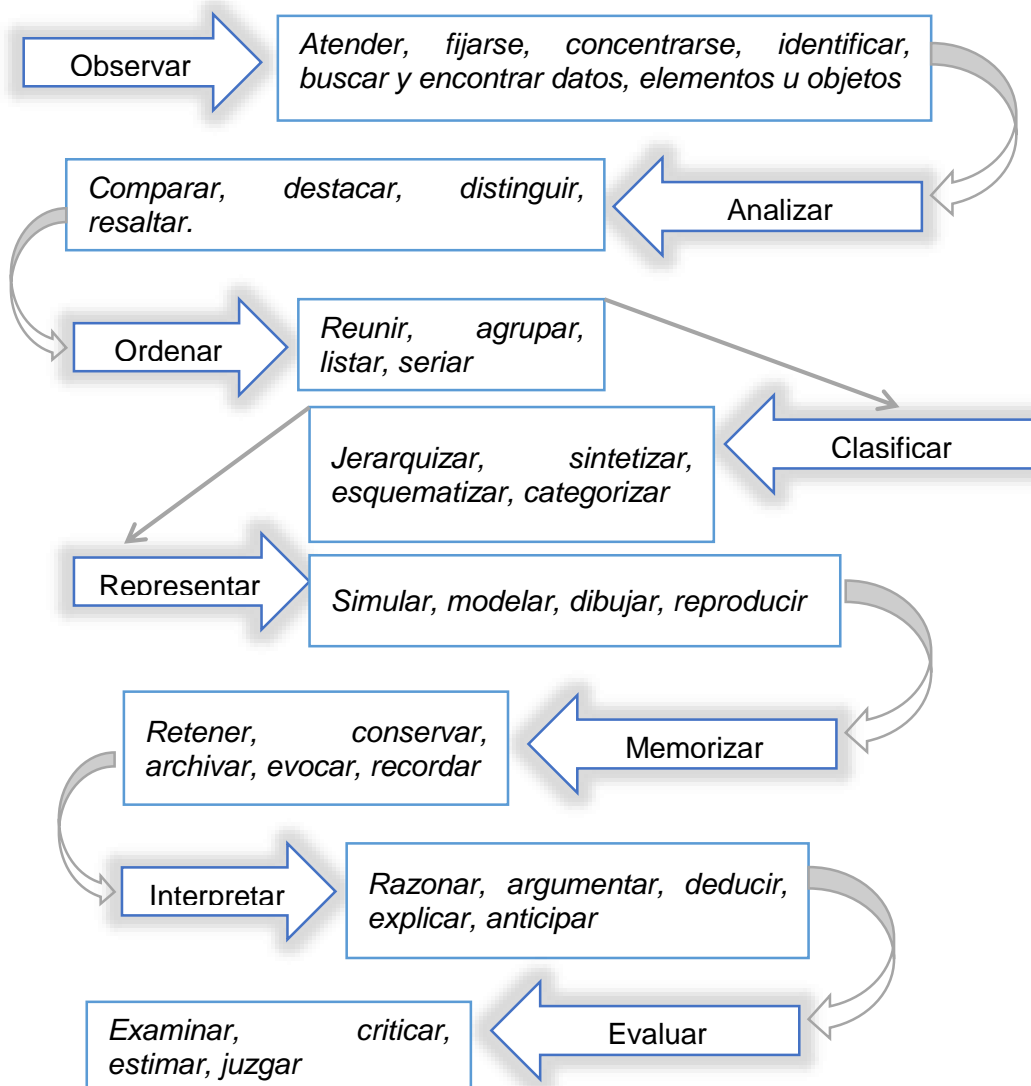 Observar
Atender, fijarse, concentrarse, identificar,
buscar y encontrar datos, elementos u objetos
Analizar
Comparar, destacar, distinguir,
resaltar.
Ordenar
Reunir, agrupar,
listar, seriar
Clasificar
Jerarquizar, sintetizar,
esquematizar, categorizar
Representar
Simular, modelar, dibujar, reproducir
Memorizar
Retener, conservar,
archivar, evocar, recordar
Interpretar
Razonar, argumentar, deducir,
explicar, anticipar
Evaluar
Examinar, criticar,
estimar, juzgar